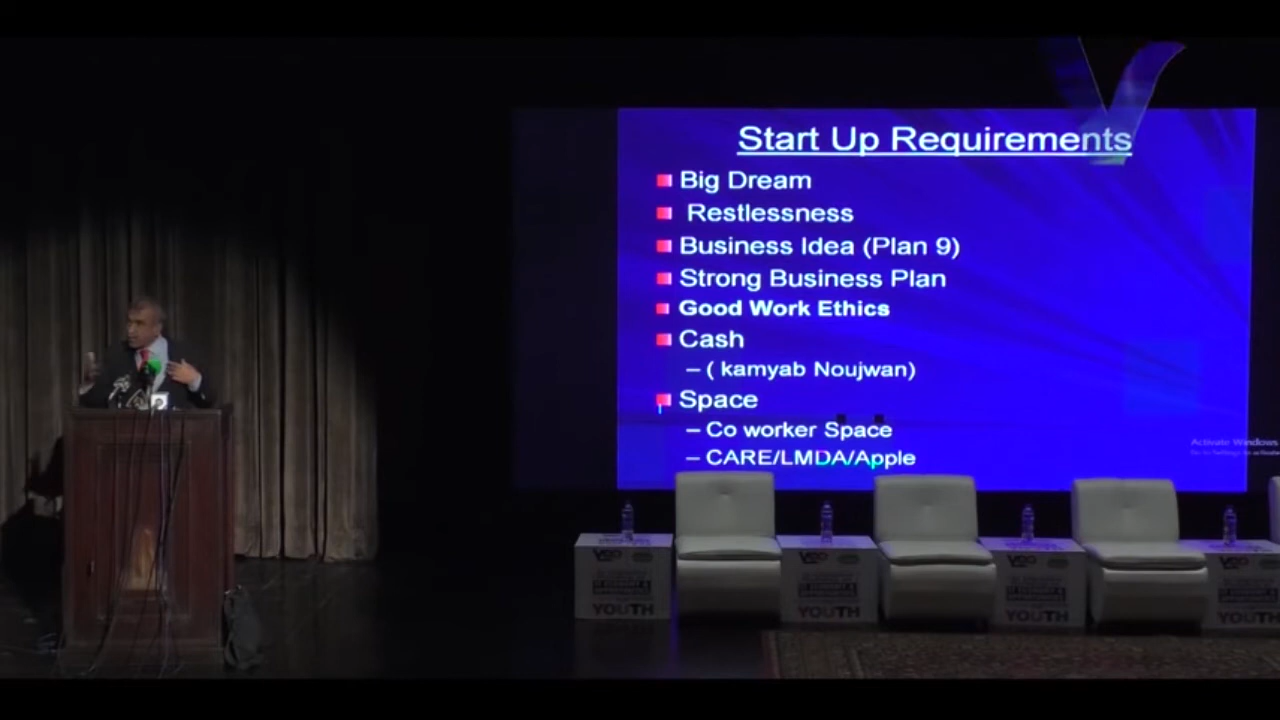 Start Up Requirements
Big Dream
Restlessness
Business Idea (Plan 9)
Strong Business Plan
Good Work Ethics
Cash
– ( kamyab Noujwan)
Space
– Co worker Space
– CARE/LMDA/Apple
Activate Windows
YOUTH
YOUTH
YOUTH
YOUTH